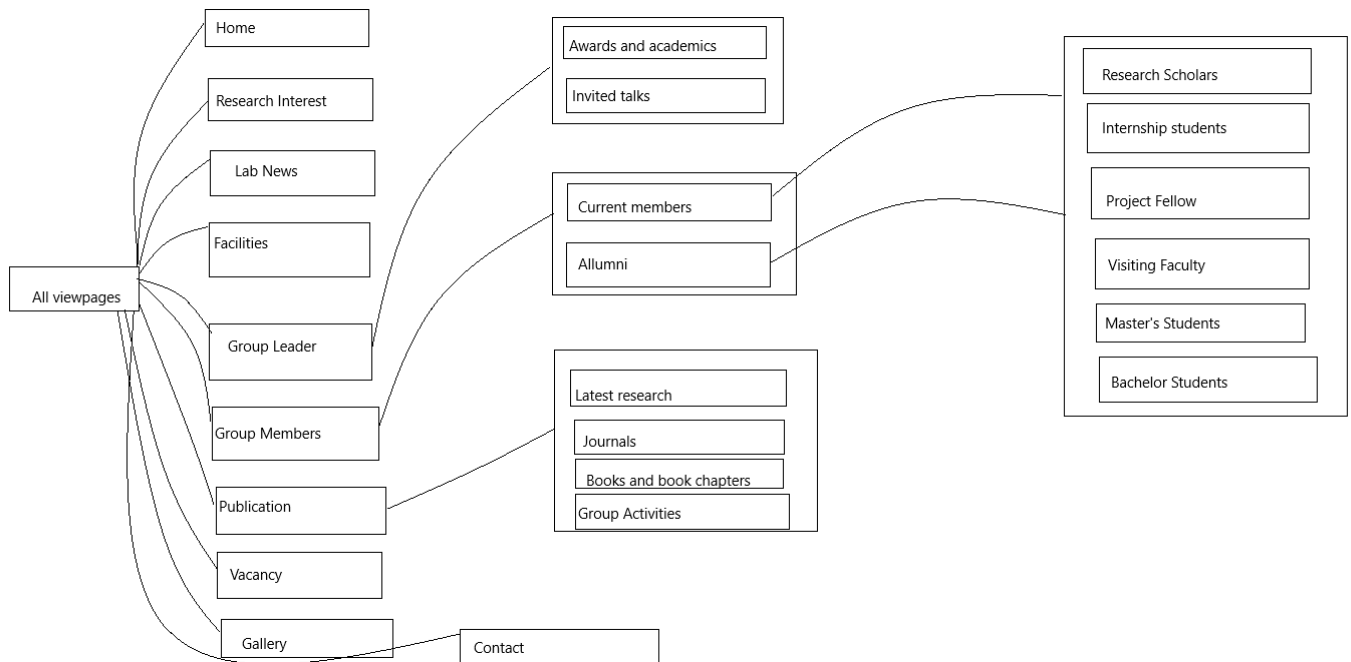 Home
Research Interest
Lab News
Facilities
All viewpages
Group Leader
Group Members
Publication
Vacancy
Gallery
Contact
Awards and academics
Invited talks
Current members
Allumni
Latest research
Journals
Books and book chapters
Group Activities
Research Scholars
Internship students
Project Fellow
Visiting Faculty
Master's Students
Bachelor Students